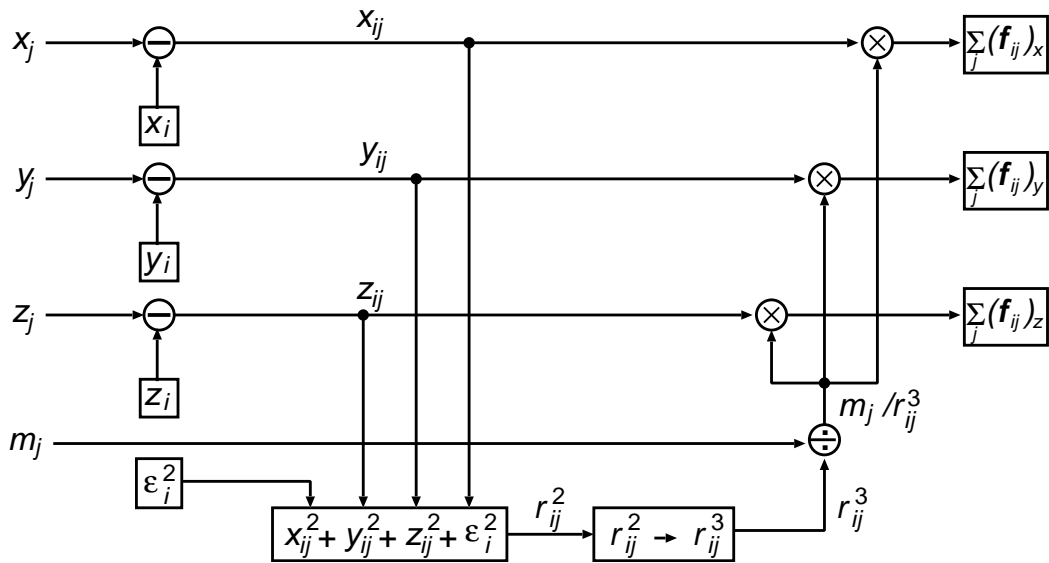 x_j − x_ij × Σ_j (f_ij)_x
x_i
y_j − y_ij × Σ_j (f_ij)_y
y_i
z_j − z_ij × Σ_j (f_ij)_z
z_i
m_j / r_ij^3
m_j ÷
ε_i^2
r_ij^2 r_ij^3
x_ij^2 + y_ij^2 + z_ij^2 + ε_i^2
r_ij^2 → r_ij^3